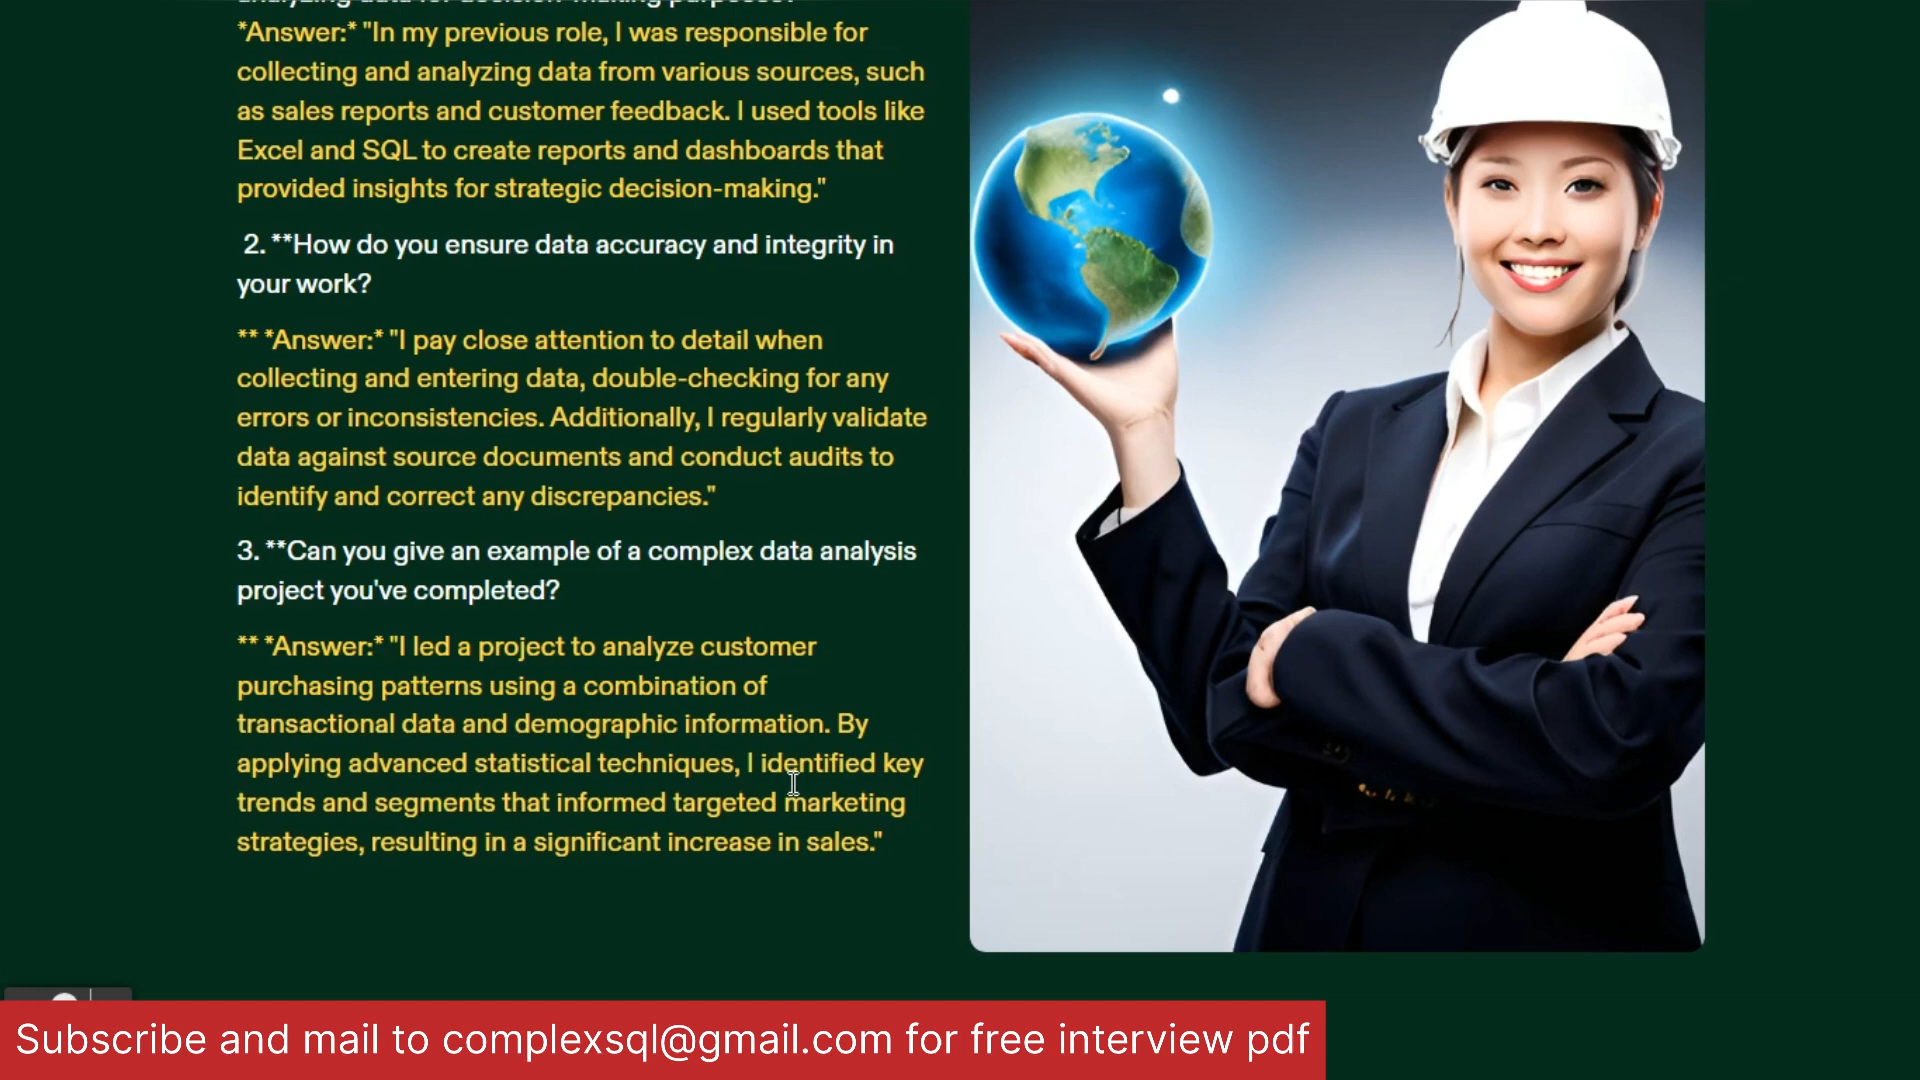 analyzing data for decision-making purposes?
*Answer:* "In my previous role, I was responsible for
collecting and analyzing data from various sources, such
as sales reports and customer feedback. I used tools like
Excel and SQL to create reports and dashboards that
provided insights for strategic decision-making."
2. **How do you ensure data accuracy and integrity in
your work?
** *Answer:* "I pay close attention to detail when
collecting and entering data, double-checking for any
errors or inconsistencies. Additionally, I regularly validate
data against source documents and conduct audits to
identify and correct any discrepancies."
3. **Can you give an example of a complex data analysis
project you've completed?
** *Answer:* "I led a project to analyze customer
purchasing patterns using a combination of
transactional data and demographic information. By
applying advanced statistical techniques, I identified key
trends and segments that informed targeted marketing
strategies, resulting in a significant increase in sales."
Subscribe and mail to complexsql@gmail.com for free interview pdf